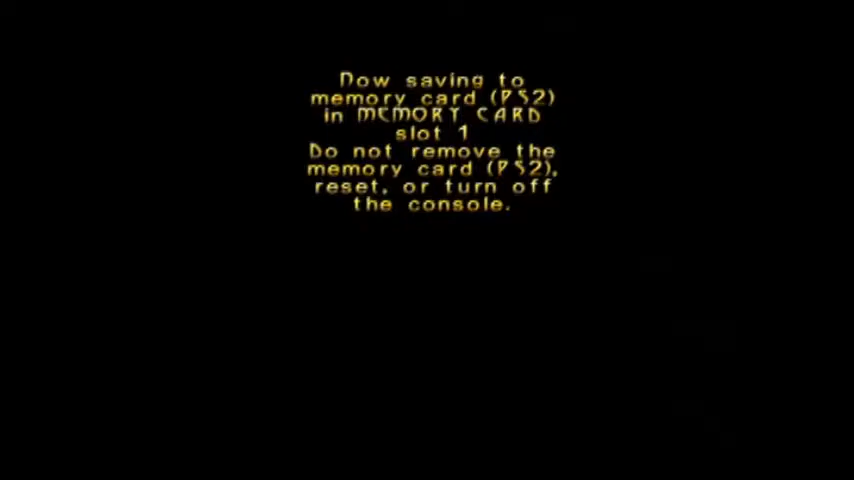 Now saving to
memory card (PS2)
in MEMORY CARD
slot 1
Do not remove the
memory card (PS2),
reset, or turn off
the console.